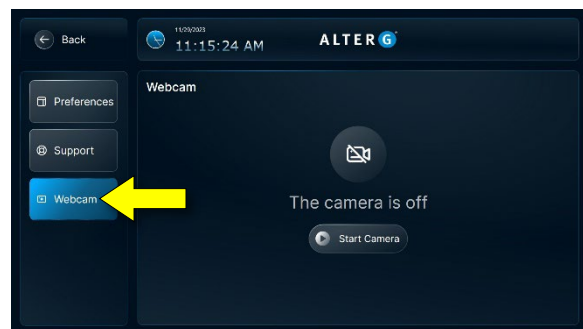 Back
11/29/2023
11:15:24 AM
ALTERG
Preferences
Support
Webcam
Webcam
The camera is off
Start Camera